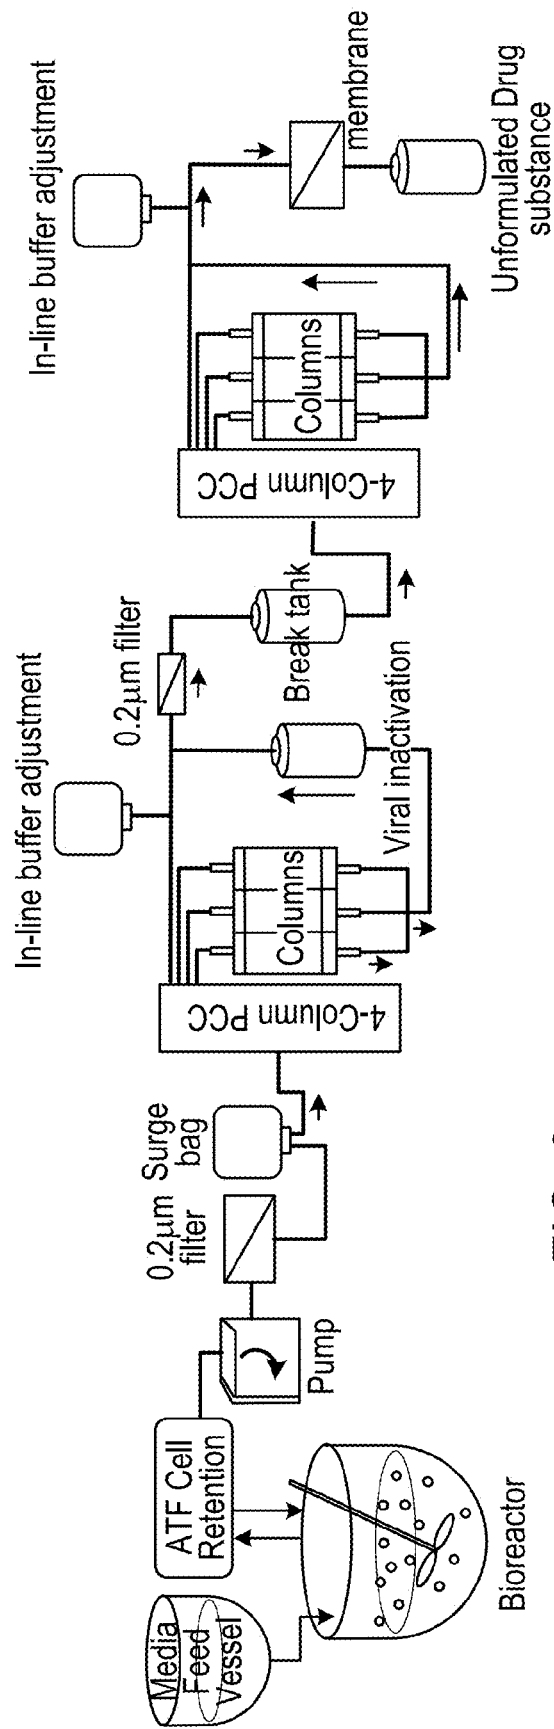 Media
Feed
Vessel
ATF Cell
Retention
Bioreactor
Pump
0.2μm
filter
Surge
bag
4-Column PCC
Columns
In-line buffer adjustment
Viral inactivation
0.2μm filter
Break tank
4-Column PCC
Columns
In-line buffer adjustment
membrane
Unformulated Drug
substance